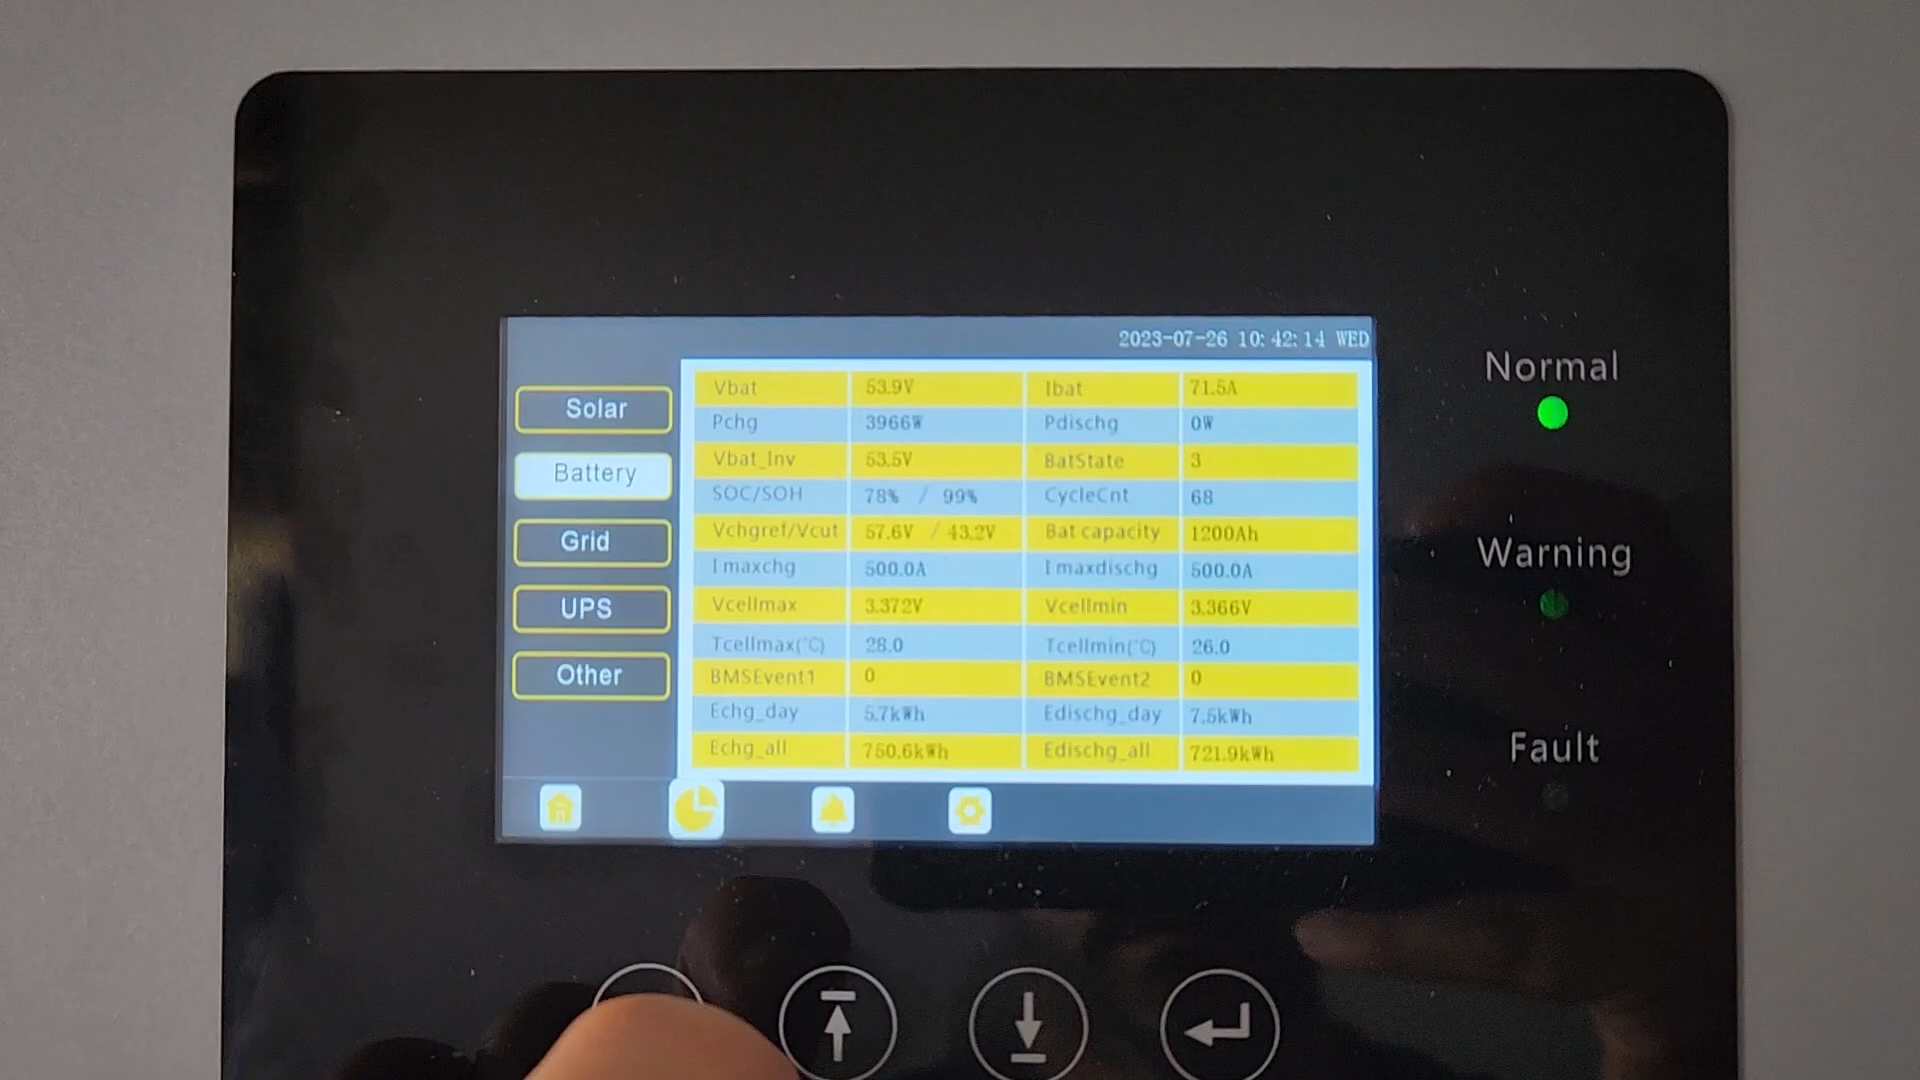 2023-07-26 10:42:14 WED
Solar
Battery
Grid
UPS
Other
Vbat 53.9V Ibat 71.5A
Pchg 3966W Pdischg 0W
Vbat_Inv 53.5V BatState 3
SOC/SOH 78% / 99% CycleCnt 68
Vchgref/Vcut 57.6V / 43.2V Bat capacity 1200Ah
Imaxchg 500.0A Imaxdischg 500.0A
Vcellmax 3.372V Vcellmin 3.366V
Tcellmax(℃) 28.0 Tcellmin(℃) 26.0
BMSEvent1 0 BMSEvent2 0
Echg_day 5.7kWh Edischg_day 7.5kWh
Echg_all 750.6kWh Edischg_all 721.9kWh
Normal
Warning
Fault